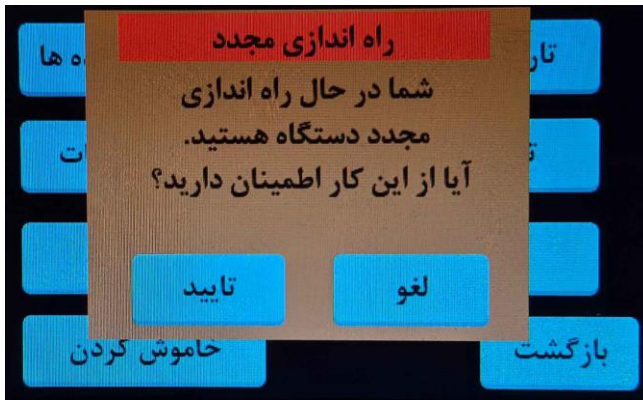 راه اندازی مجدد
شما در حال راه اندازی
مجدد دستگاه هستید.
آیا از این کار اطمینان دارید؟
لغو
تایید
بازگشت
خاموش کردن